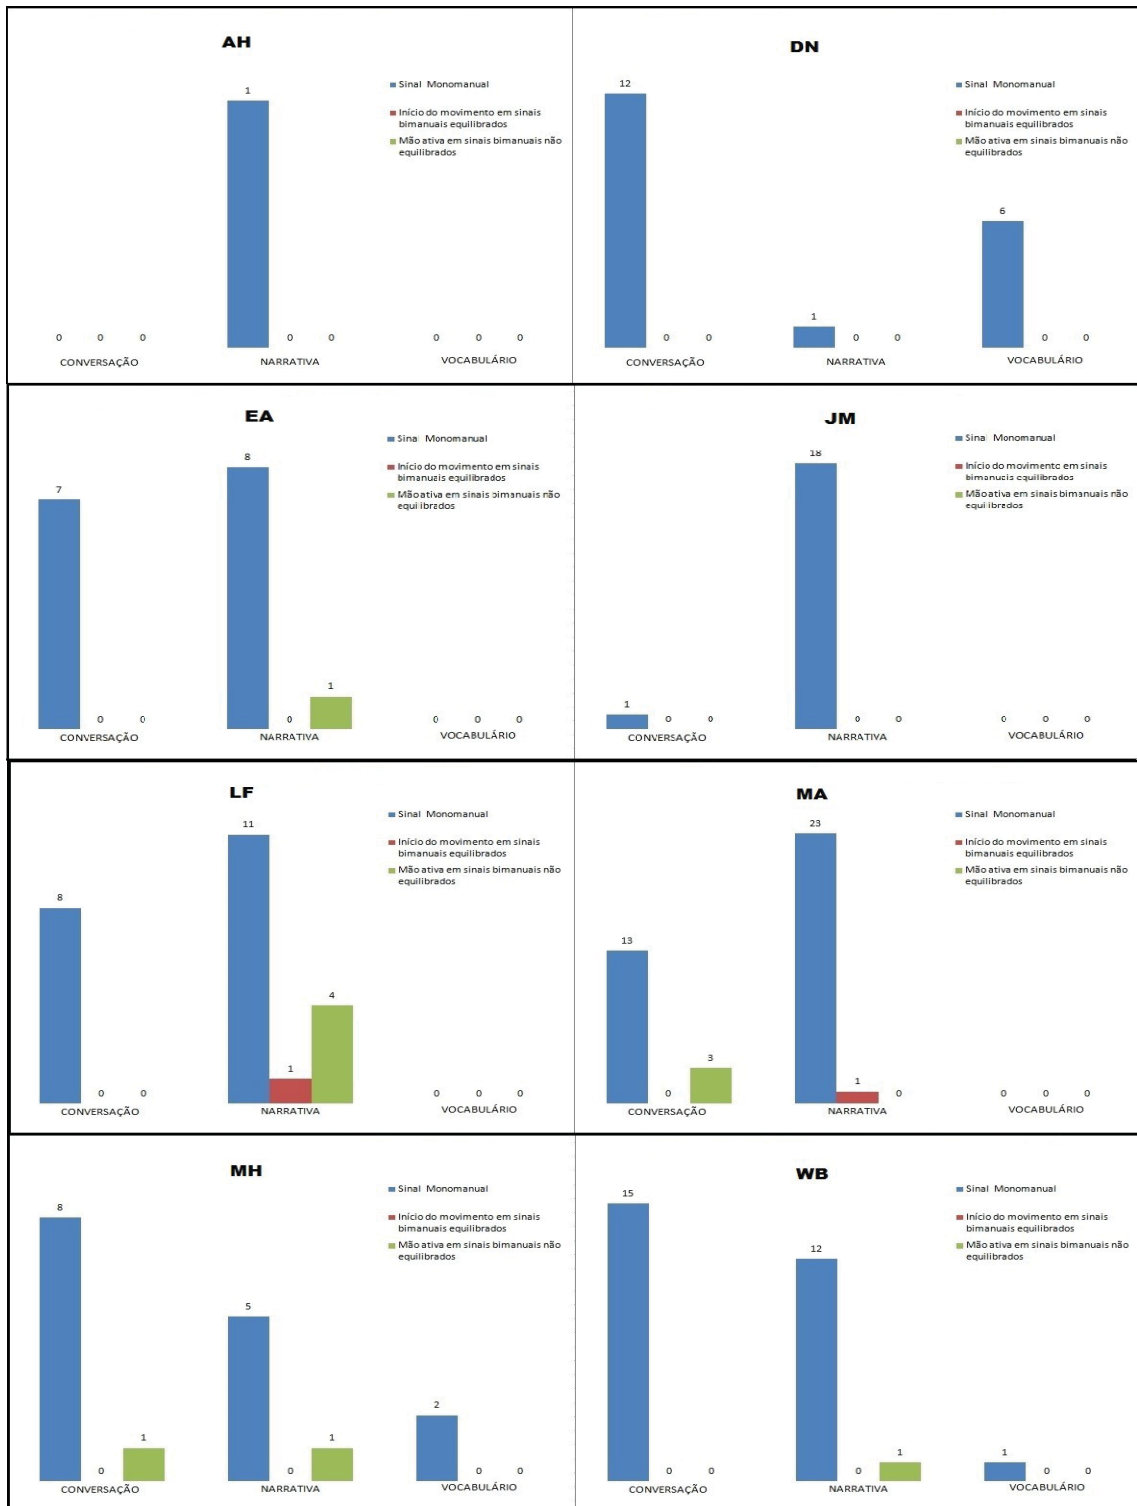 AH
Sinal Monomanual
Início do movimento em sinais
bimanuais equilibrados
Mão ativa em sinais bimanuais não
equilibrados
1
0 0 0
0 0
0 0 0
CONVERSAÇÃO
NARRATIVA
VOCABULÁRIO
DN
Sinal Monomanual
Início do movimento em sinais
bimanuais equilibrados
Mão ativa em sinais bimanuais não
equilibrados
12
6
1
0 0
0 0
0 0
CONVERSAÇÃO
NARRATIVA
VOCABULÁRIO
EA
Sinal Monomanual
Início do movimento em sinais
bimanuais equilibrados
Mão ativa em sinais bimanuais não
equilibrados
8
7
1
0 0
0
0 0 0
CONVERSAÇÃO
NARRATIVA
VOCABULÁRIO
JM
Sinal Monomanual
Início do movimento em sinais
bimanuais equilibrados
Mão ativa em sinais bimanuais não
equilibrados
18
1
0 0
0 0
0 0 0
CONVERSAÇÃO
NARRATIVA
VOCABULÁRIO
LF
Sinal Monomanual
Início do movimento em sinais
bimanuais equilibrados
Mão ativa em sinais bimanuais não
equilibrados
11
8
4
1
0 0
0 0 0
CONVERSAÇÃO
NARRATIVA
VOCABULÁRIO
MA
Sinal Monomanual
Início do movimento em sinais
bimanuais equilibrados
Mão ativa em sinais bimanuais não
equilibrados
23
13
3
1
0
0
0 0 0
CONVERSAÇÃO
NARRATIVA
VOCABULÁRIO
MH
Sinal Monomanual
Início do movimento em sinais
bimanuais equilibrados
Mão ativa em sinais bimanuais não
equilibrados
8
5
2
1
1
0
0
0 0
CONVERSAÇÃO
NARRATIVA
VOCABULÁRIO
WB
Sinal Monomanual
Início do movimento em sinais
bimanuais equilibrados
Mão ativa em sinais bimanuais não
equilibrados
15
12
1
1
0 0
0
0 0
CONVERSAÇÃO
NARRATIVA
VOCABULÁRIO